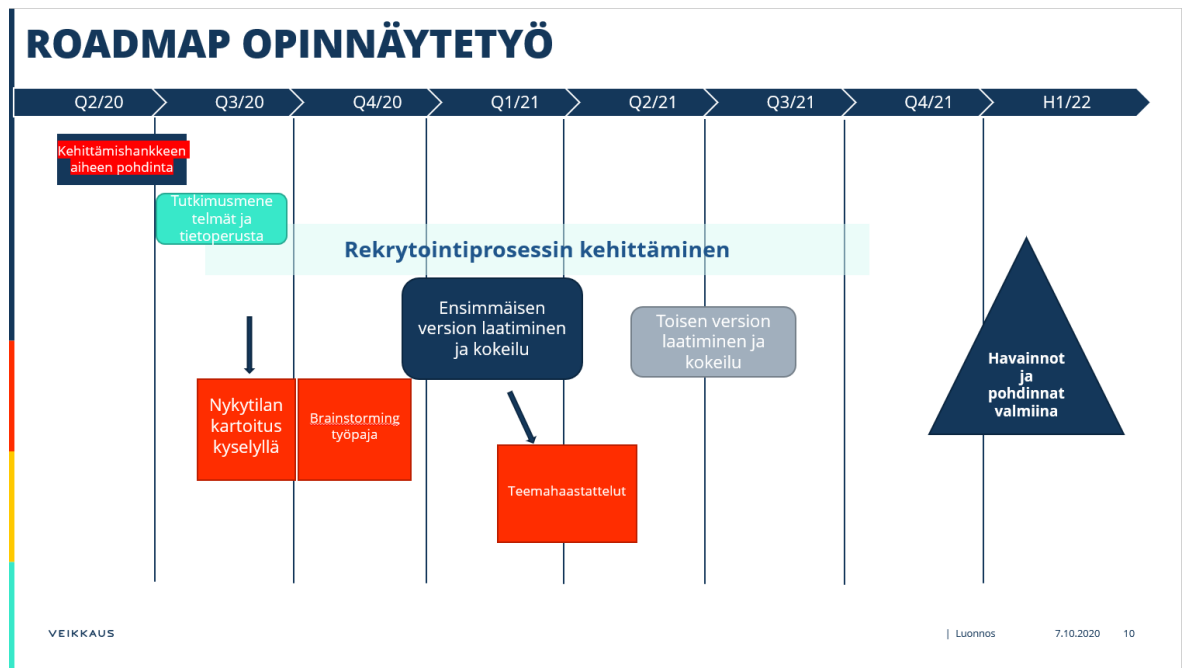 ROADMAP OPINNÄYTETYÖ
Q2/20 Q3/20 Q4/20 Q1/21 Q2/21 Q3/21 Q4/21 H1/22
Kehittämishankkeen
aiheen pohdinta
Tutkimusmene
telmät ja
tietoperusta
Rekrytointiprosessin kehittäminen
Ensimmäisen
version laatiminen
ja kokeilu
Toisen version
laatiminen ja
kokeilu
Havainnot
ja
pohdinnat
valmiina
Nykytilan
kartoitus
kyselyllä
Brainstorming
työpaja
Teemahaastattelut
VEIKKAUS
| Luonnos 7.10.2020 10